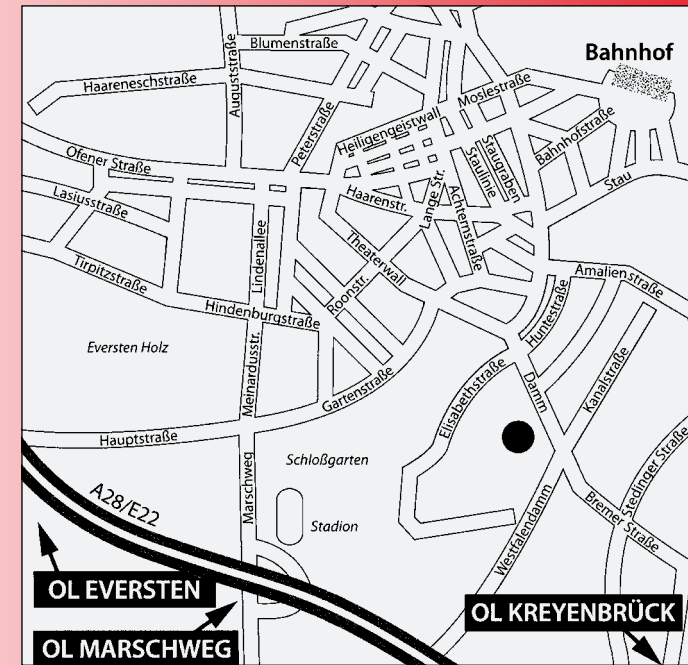 Blumenstraße
Bahnhof
Haareneschstraße
Auguststraße
Moslestraße
Peterstraße
Heiligengeistwall
Bahnhofstraße
Staugraben
Staulinie
Ofener Straße
Stau
Lasiusstraße
Haarenstr.
Lange Str.
Achternstraße
Lindenallee
Theaterwall
Tirpitzstraße
Amalienstraße
Roonstr.
Hindenburgstraße
Huntestraße
Eversten Holz
Meinardusstr.
Elisabethstraße
Damm
Kanalstraße
Gartenstraße
Hauptstraße
Schloßgarten
Marschweg
Stedinger Straße
A28/E22
Stadion
Bremer Straße
Westfalendamm
OL EVERSTEN
OL KREYENBRÜCK
OL MARSCHWEG